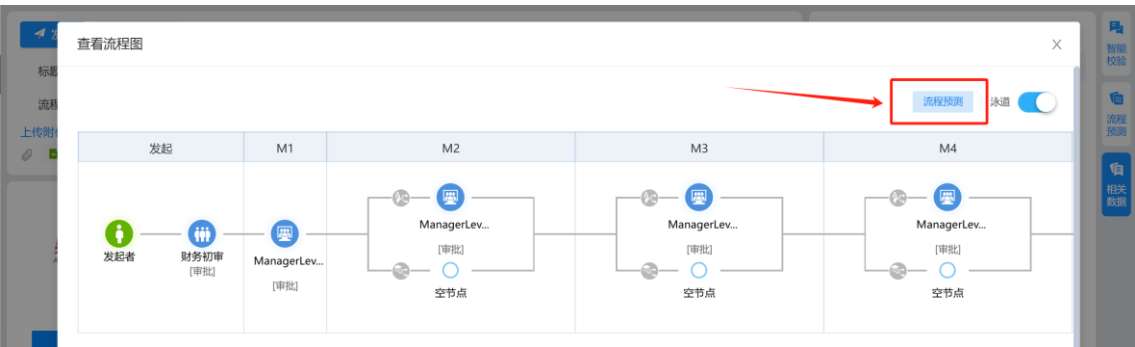 查看流程图
标题
流程
上传附件
流程预测
泳道
智能
校验
流程
预测
相关
数据
发起
M1
M2
M3
M4
发起者
财务初审
[审批]
ManagerLev...
[审批]
ManagerLev...
[审批]
空节点
ManagerLev...
[审批]
空节点
ManagerLev...
[审批]
空节点